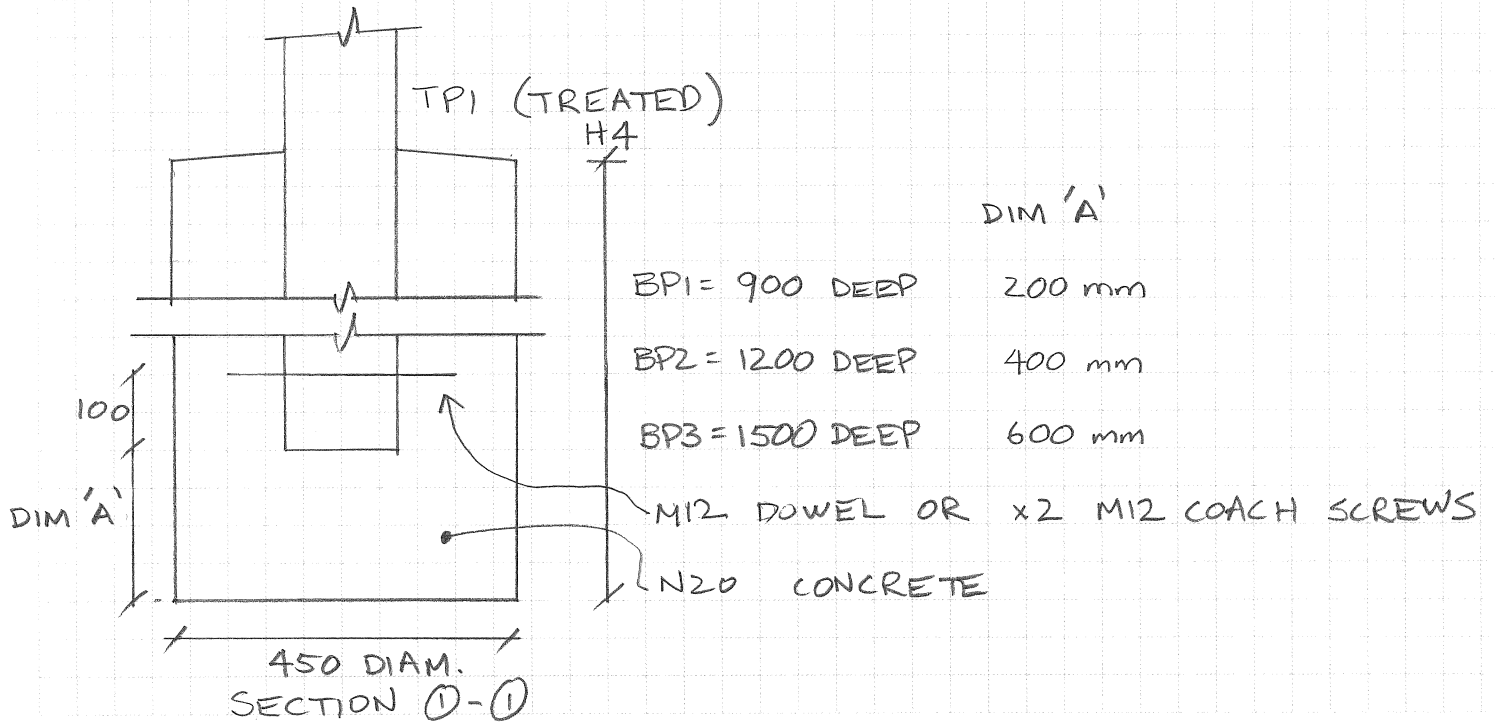 TP1 (TREATED)
H4
DIM 'A'
BP1 = 900 DEEP 200 mm
BP2 = 1200 DEEP 400 mm
BP3 = 1500 DEEP 600 mm
100
DIM 'A'
M12 DOWEL OR x2 M12 COACH SCREWS
N20 CONCRETE
450 DIAM.
SECTION 1-1